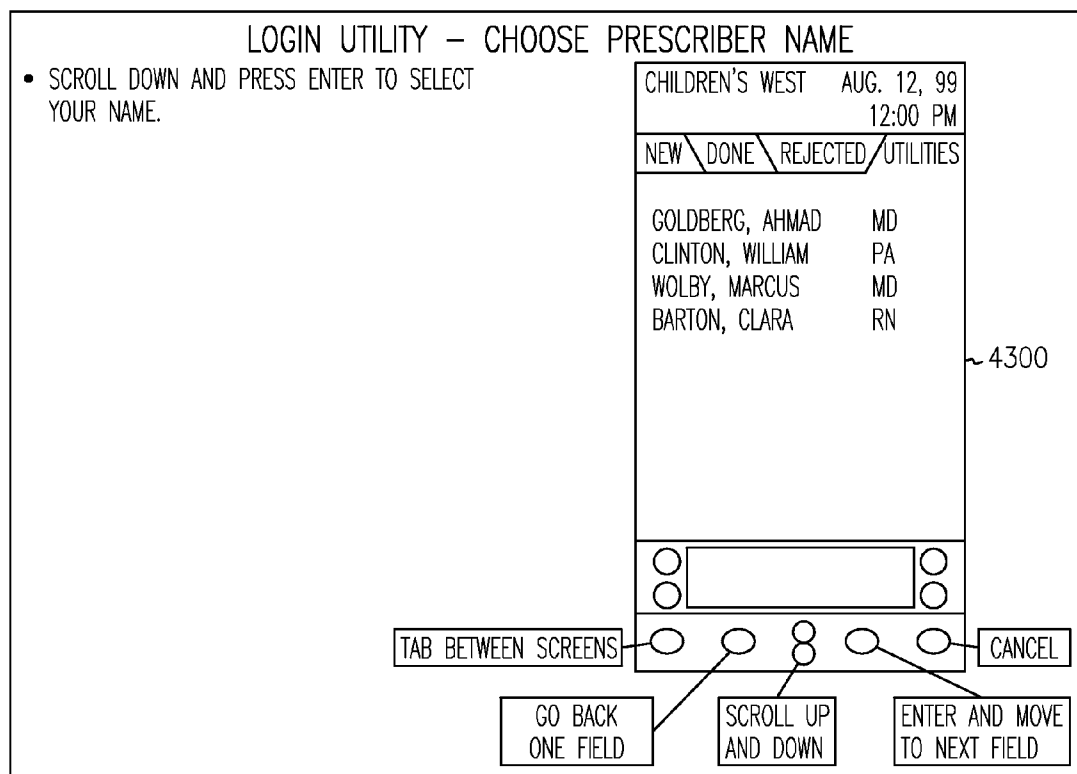 LOGIN UTILITY – CHOOSE PRESCRIBER NAME
• SCROLL DOWN AND PRESS ENTER TO SELECT
YOUR NAME.
CHILDREN'S WEST AUG. 12, 99
12:00 PM
NEW DONE REJECTED UTILITIES
GOLDBERG, AHMAD MD
CLINTON, WILLIAM PA
WOLBY, MARCUS MD
BARTON, CLARA RN
4300
TAB BETWEEN SCREENS
CANCEL
GO BACK
ONE FIELD
SCROLL UP
AND DOWN
ENTER AND MOVE
TO NEXT FIELD